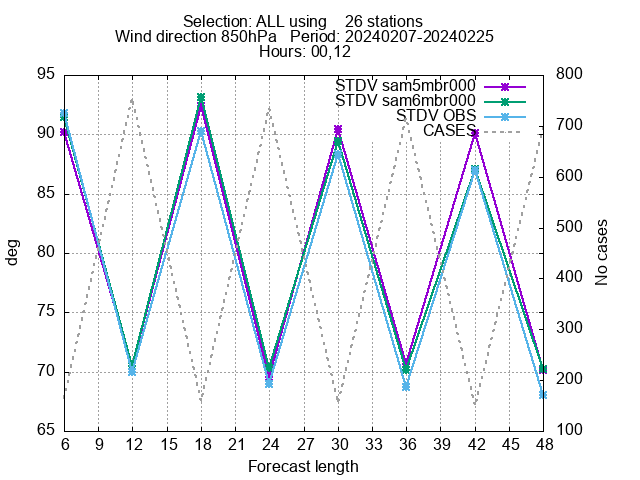 Selection: ALL using    26 stations
Wind direction 850hPa   Period: 20240207-20240225
Hours: 00,12
STDV sam5mbr000
STDV sam6mbr000
STDV OBS
CASES
95
90
85
80
75
70
65
deg
800
700
600
500
400
300
200
100
No cases
6 9 12 15 18 21 24 27 30 33 36 39 42 45 48
Forecast length